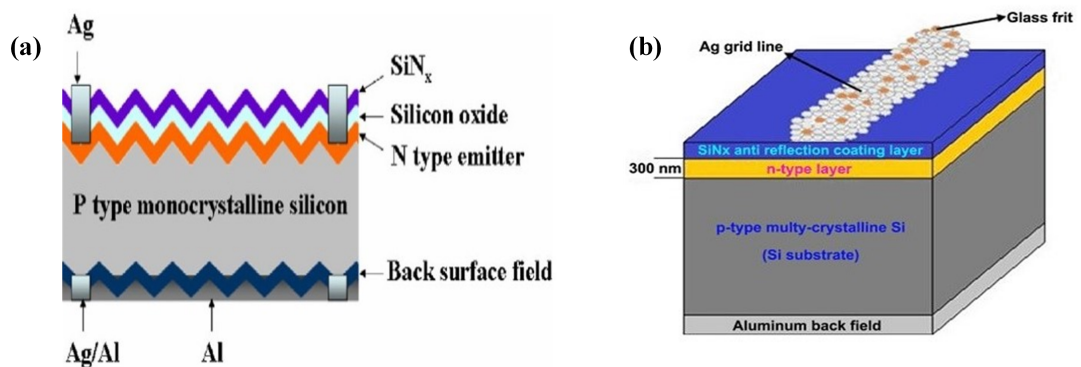 (a)
Ag
SiNx
Silicon oxide
N type emitter
P type monocrystalline silicon
Back surface field
Ag/Al
Al
(b)
Glass frit
Ag grid line
SiNx anti reflection coating layer
300 nm
n-type layer
p-type multy-crystalline Si
(Si substrate)
Aluminum back field